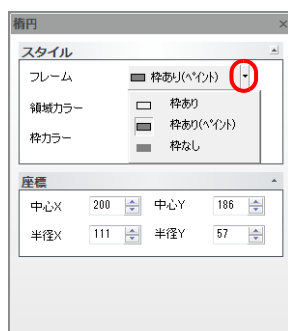 楕円
スタイル
フレーム 枠あり(ペイント)
領域カラー 枠あり
枠あり(ペイント)
枠カラー 枠なし
座標
中心X 200 中心Y 186
半径X 111 半径Y 57